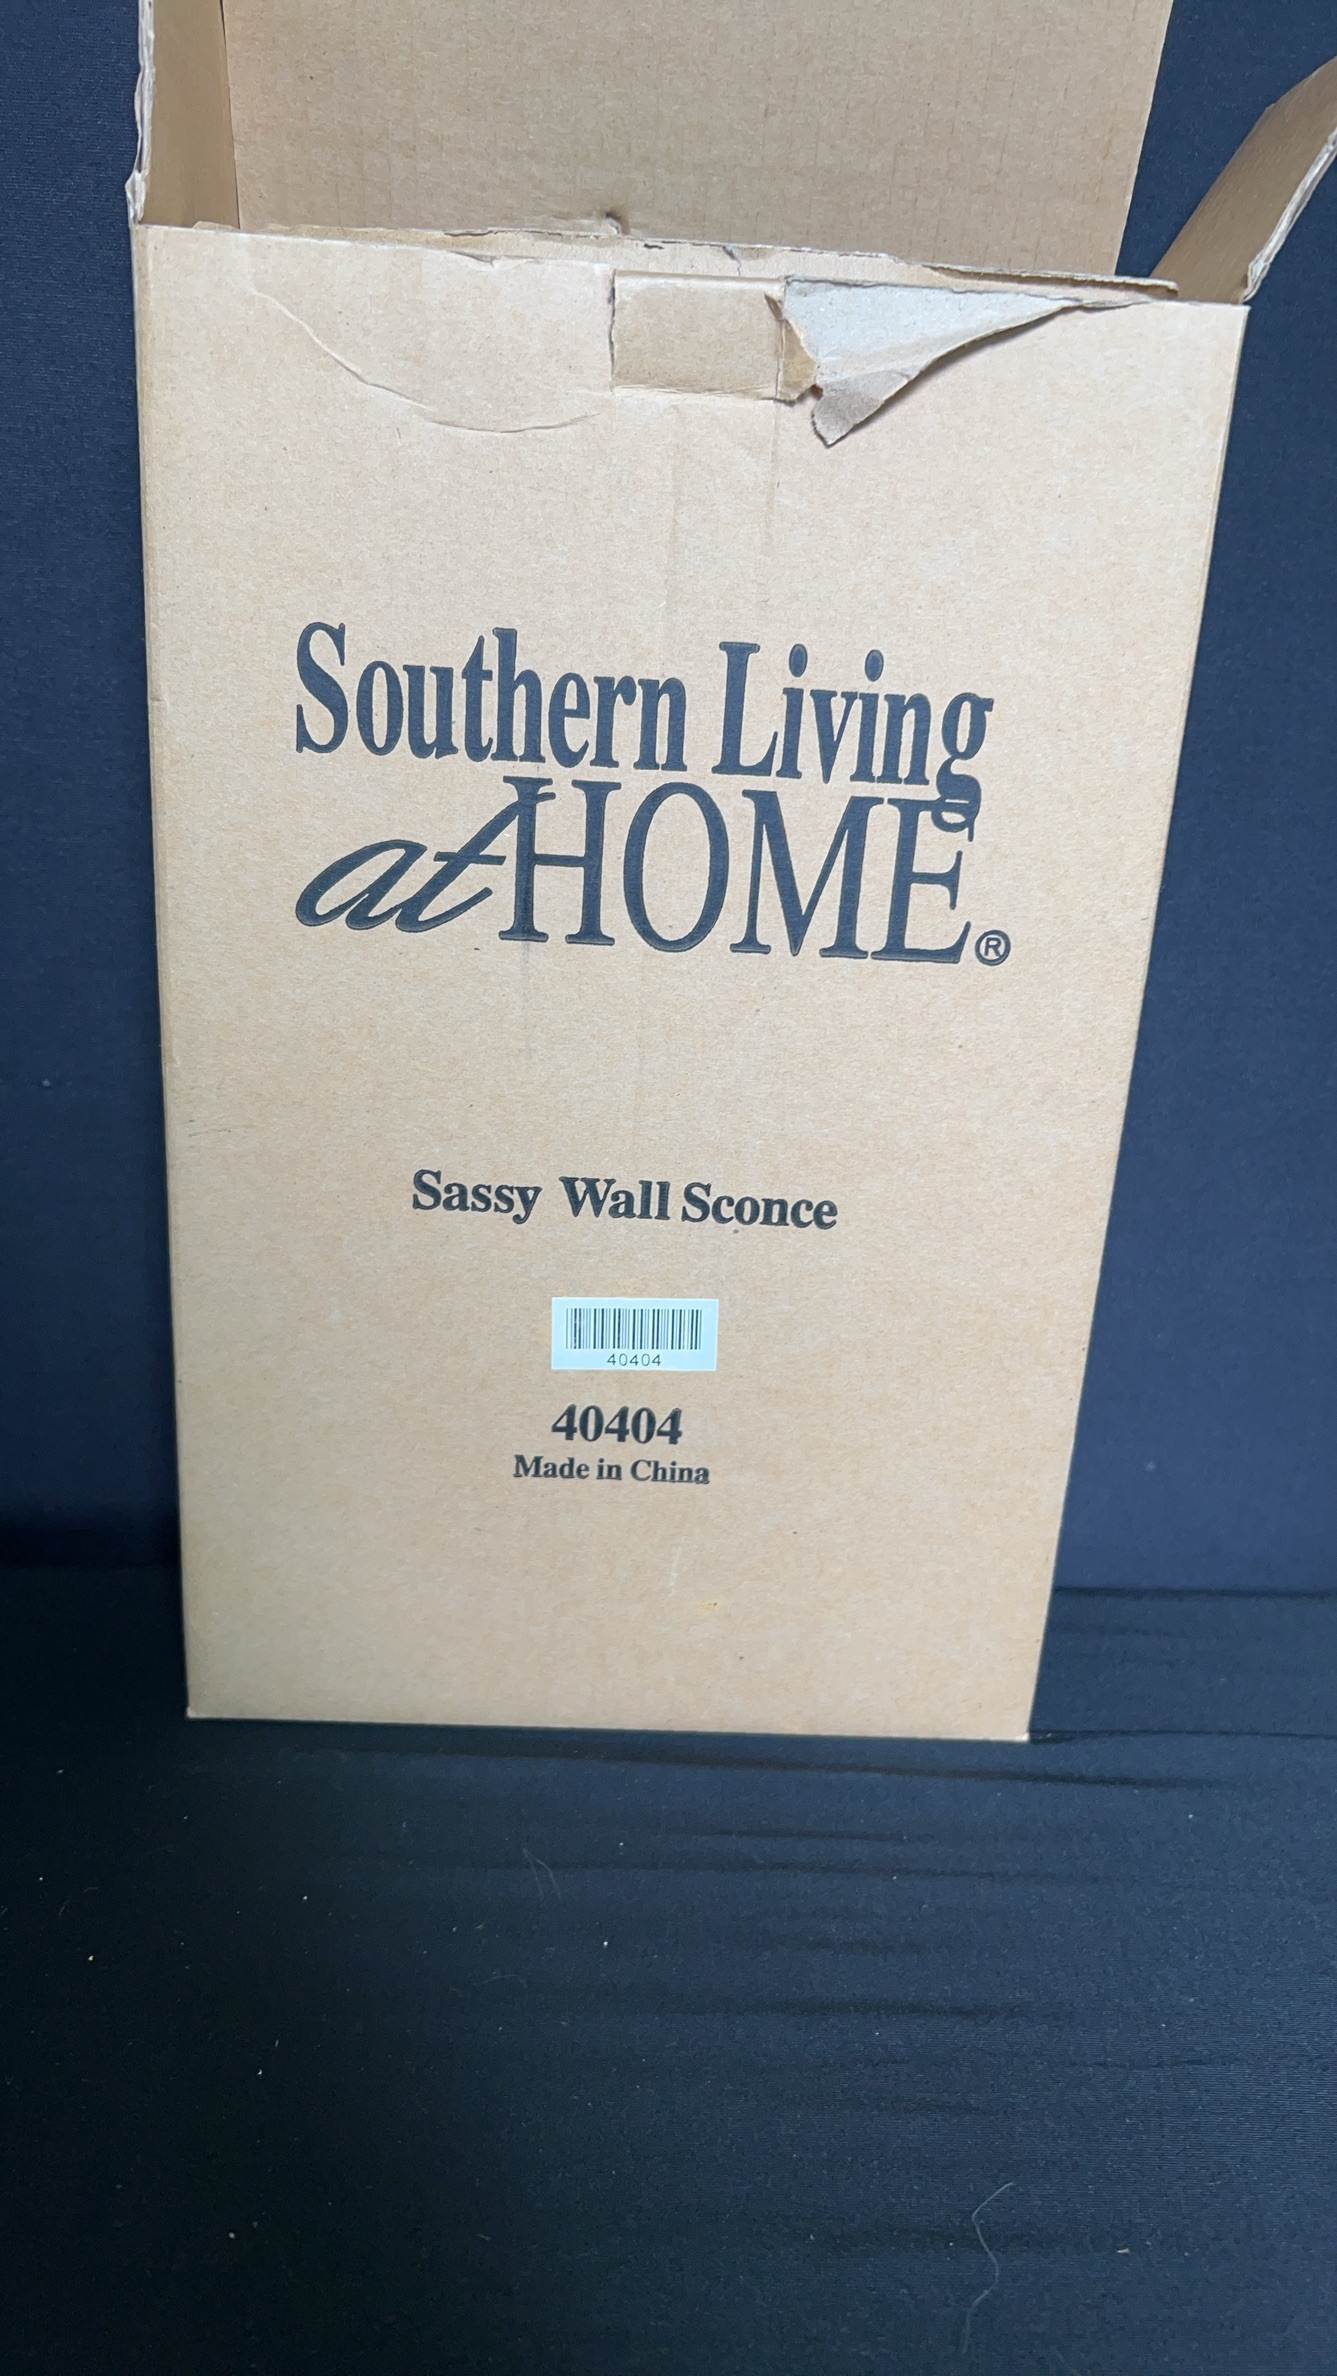 Southern Living
at HOME®
Sassy Wall Sconce
40404
40404
Made in China